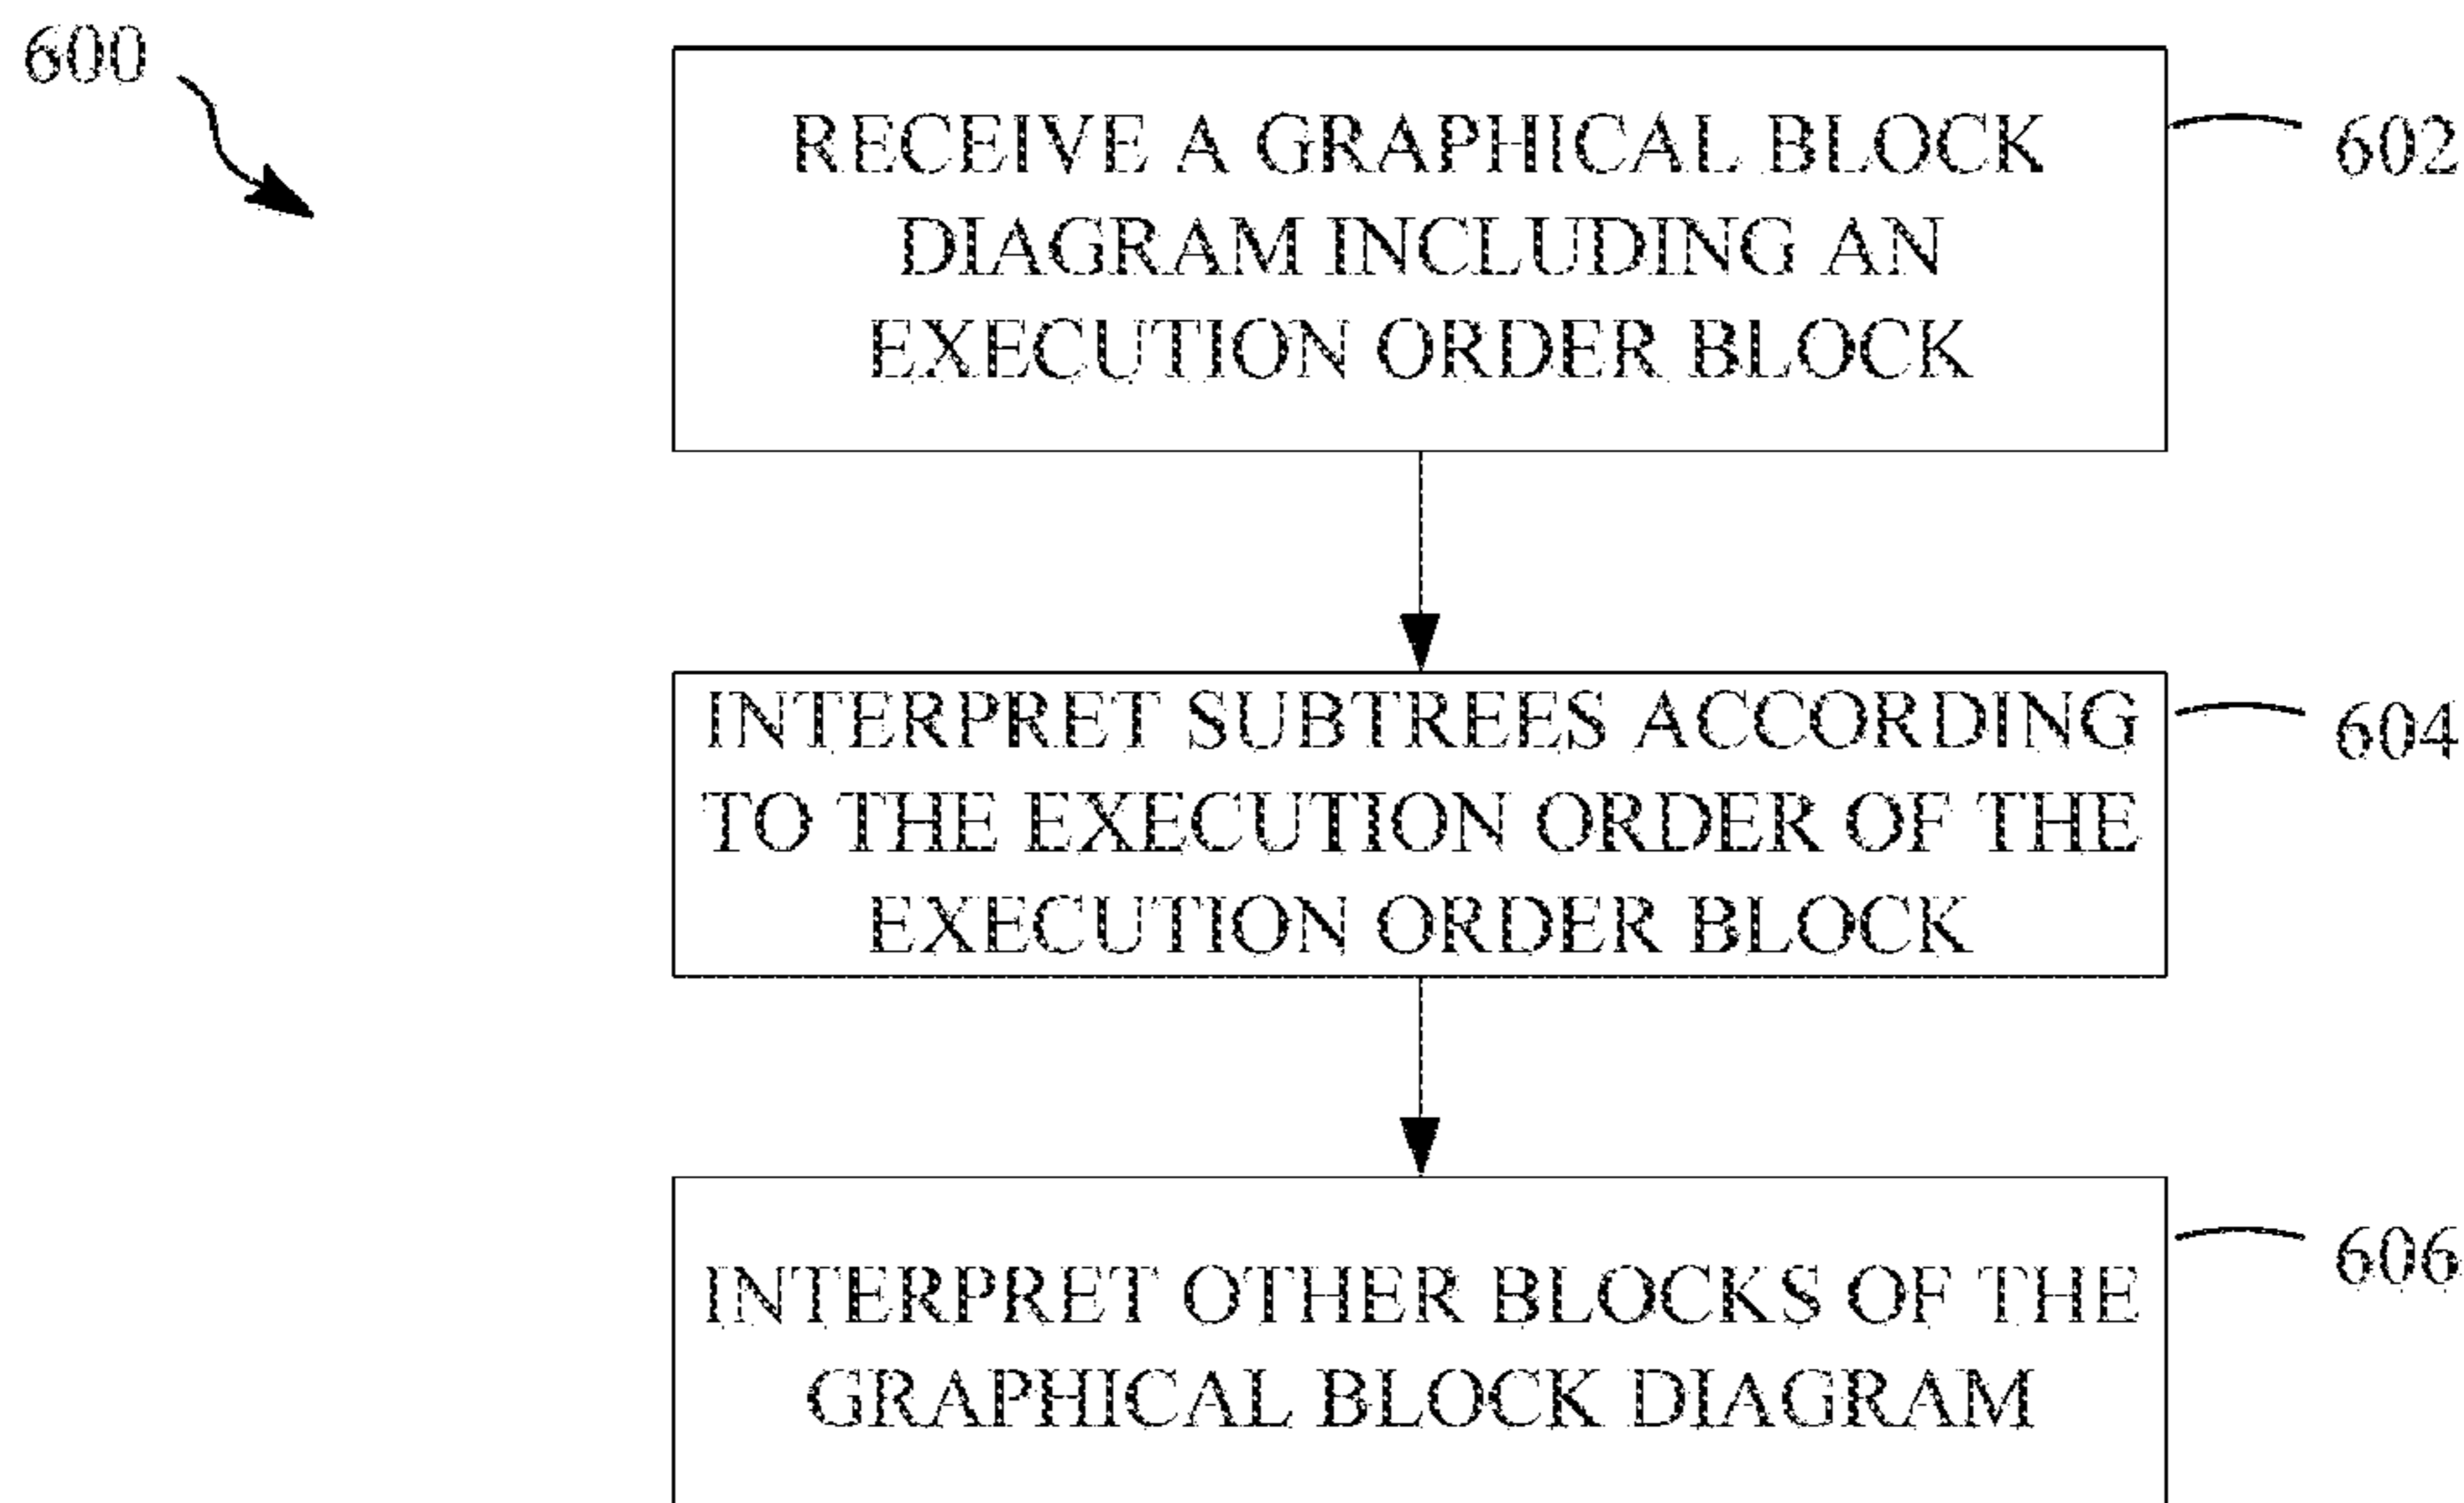 600
RECEIVE A GRAPHICAL BLOCK
DIAGRAM INCLUDING AN
EXECUTION ORDER BLOCK
602
INTERPRET SUBTREES ACCORDING
TO THE EXECUTION ORDER OF THE
EXECUTION ORDER BLOCK
604
INTERPRET OTHER BLOCKS OF THE
GRAPHICAL BLOCK DIAGRAM
606